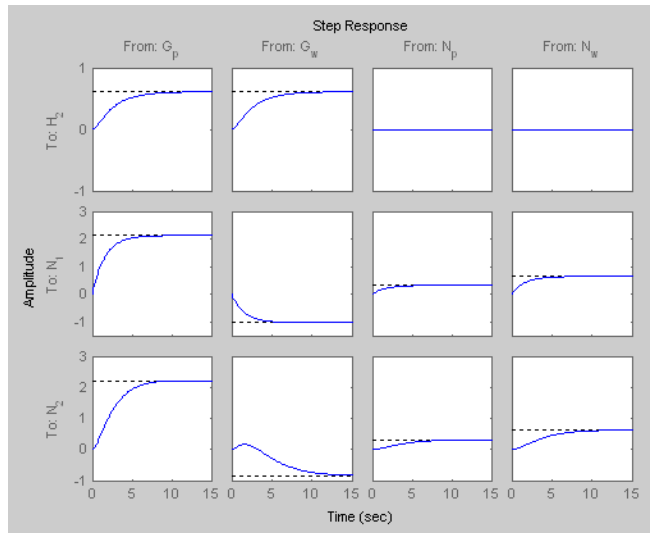 Step Response
From: G_p From: G_w From: N_p From: N_w
To: H_2
1
0
-1
To: N_1
3
2
1
0
-1
To: N_2
3
2
1
0
-1
Amplitude
0 5 10 15 0 5 10 15 0 5 10 15 0 5 10 15
Time (sec)